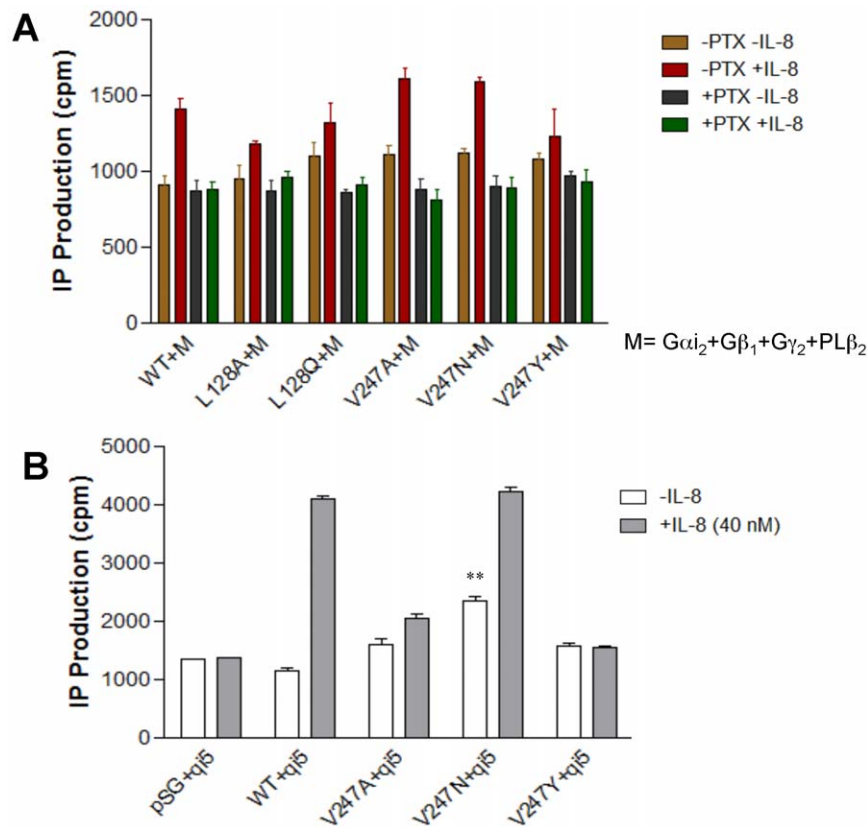 A
IP Production (cpm)
2000
1500
1000
500
0
WT+M
L128A+M
L128Q+M
V247A+M
V247N+M
V247Y+M
-PTX -IL-8
-PTX +IL-8
+PTX -IL-8
+PTX +IL-8
M= Gαi₂+Gβ₁+Gγ₂+PLβ₂
B
IP Production (cpm)
5000
4000
3000
2000
1000
0
**
pSG+qi5
WT+qi5
V247A+qi5
V247N+qi5
V247Y+qi5
-IL-8
+IL-8 (40 nM)